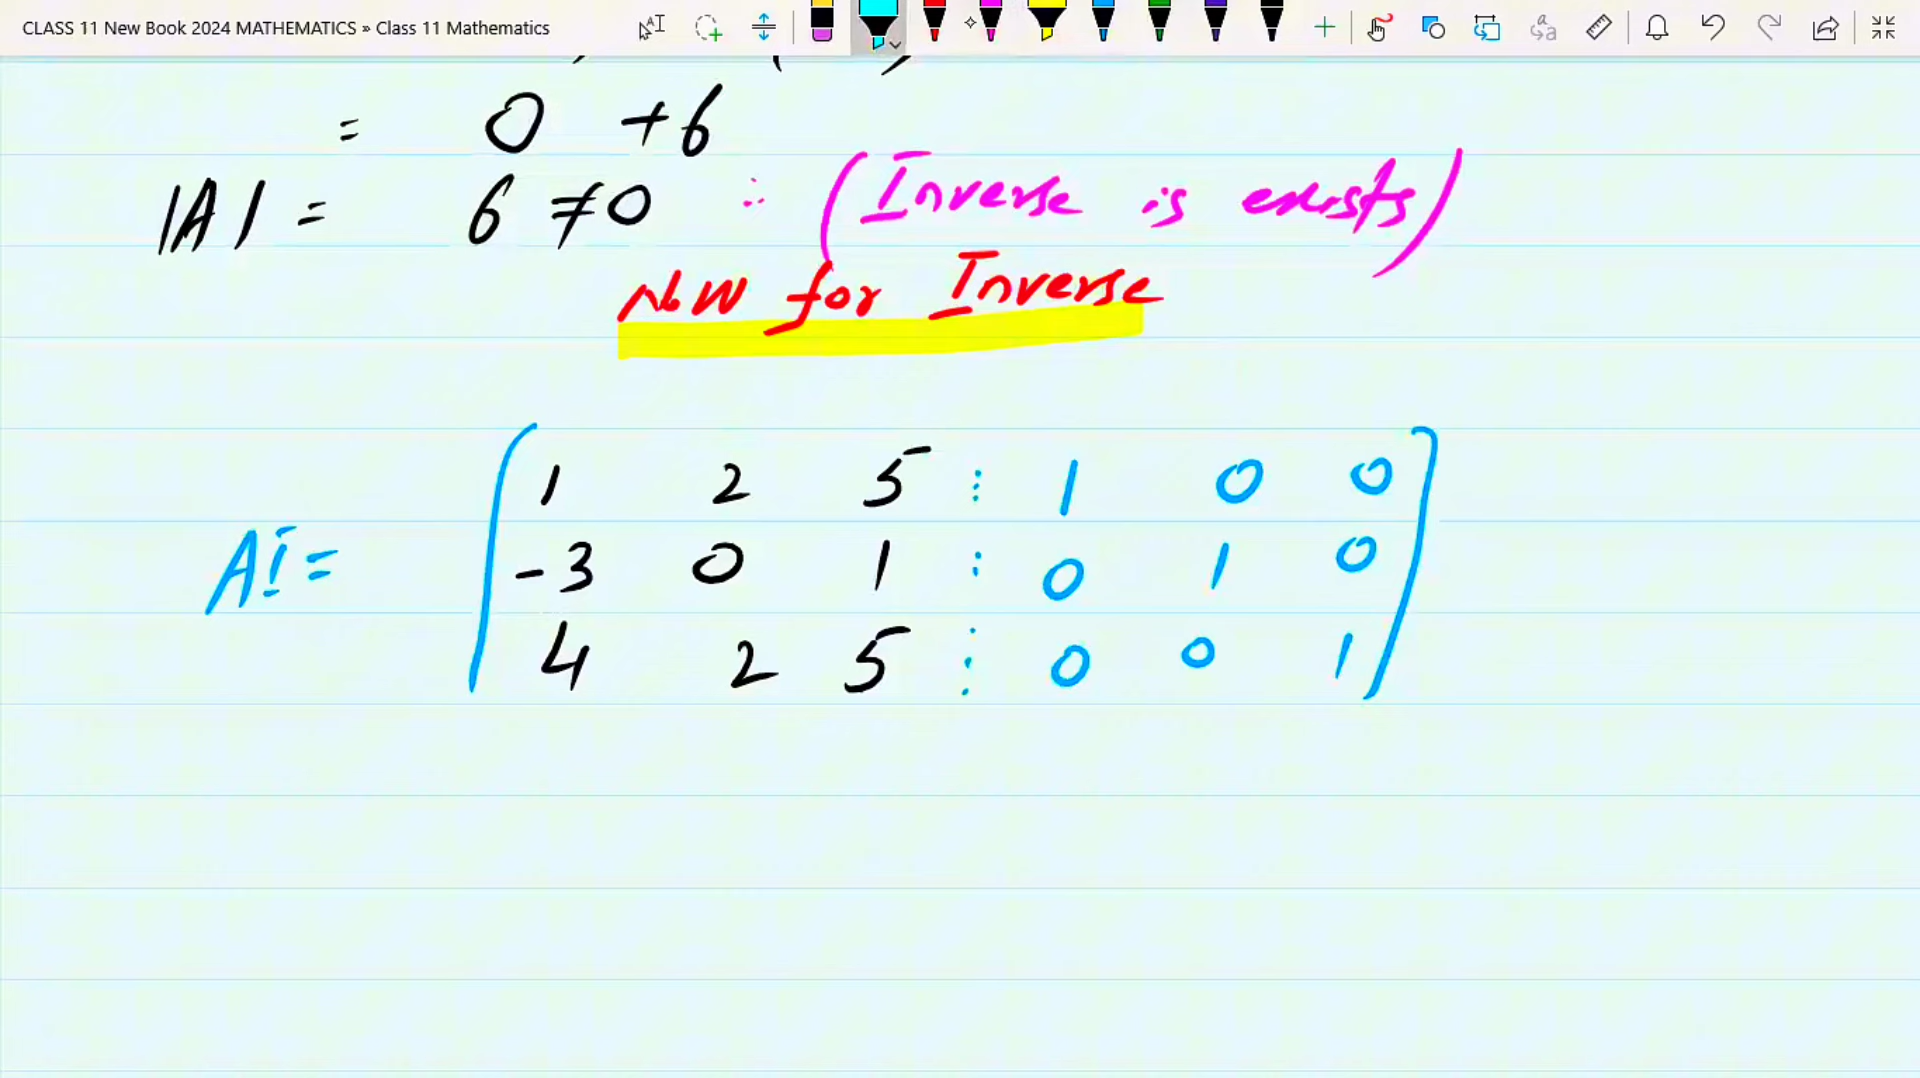 CLASS 11 New Book 2024 MATHEMATICS » Class 11 Mathematics
= 0 +6
|A| = 6 ≠0 ∴ (Inverse is exists)
Now for Inverse
1 2 5 ⋮ 1 0 0
A¦= -3 0 1 ⋮ 0 1 0
4 2 5 ⋮ 0 0 1